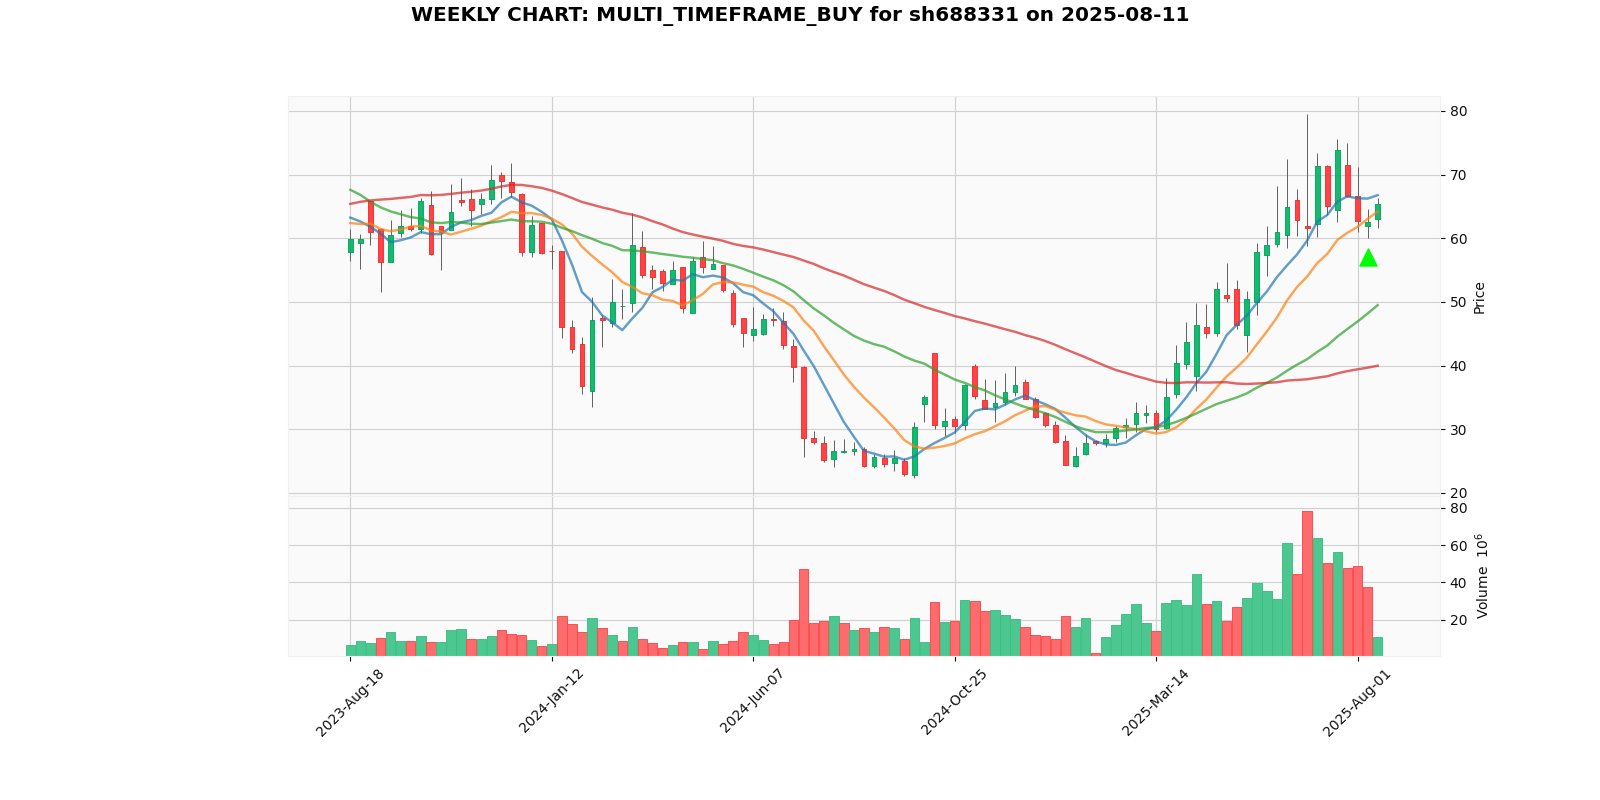 WEEKLY CHART: MULTI_TIMEFRAME_BUY for sh688331 on 2025-08-11
80
70
60
50
40
30
20
Price
80
60
40
20
Volume 10^6
2023-Aug-18
2024-Jan-12
2024-Jun-07
2024-Oct-25
2025-Mar-14
2025-Aug-01